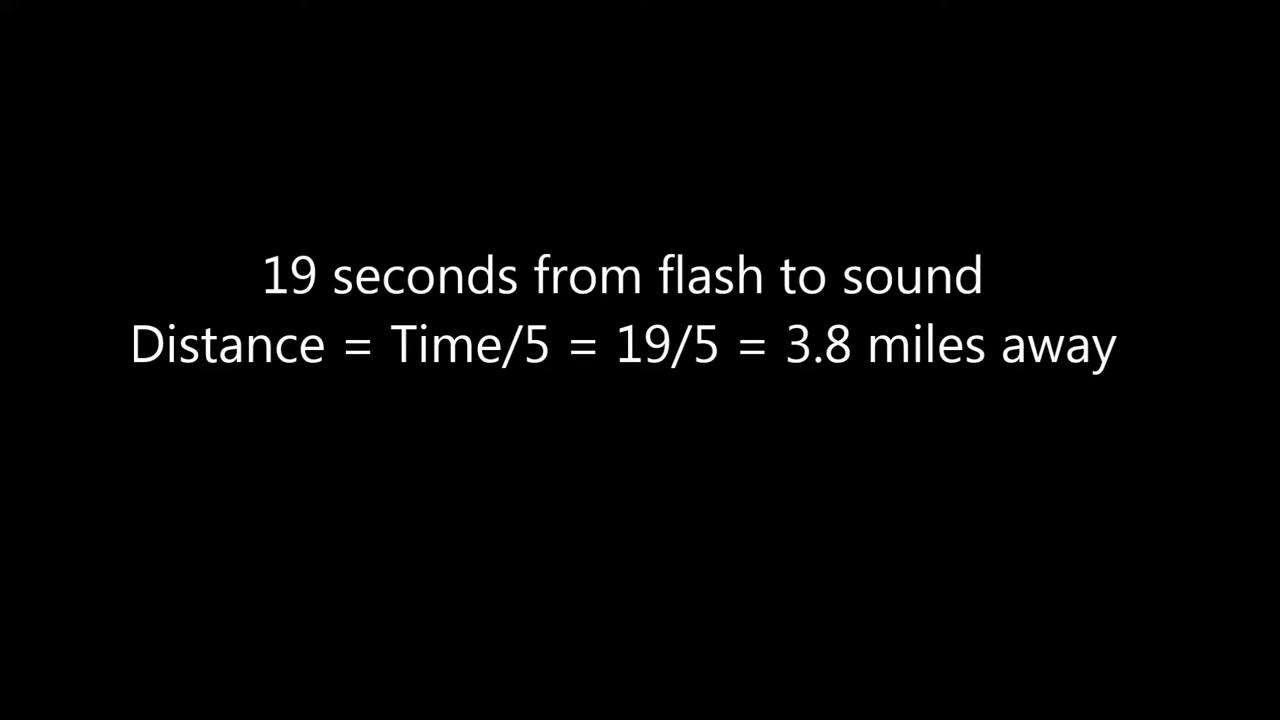 19 seconds from flash to sound
Distance = Time/5 = 19/5 = 3.8 miles away